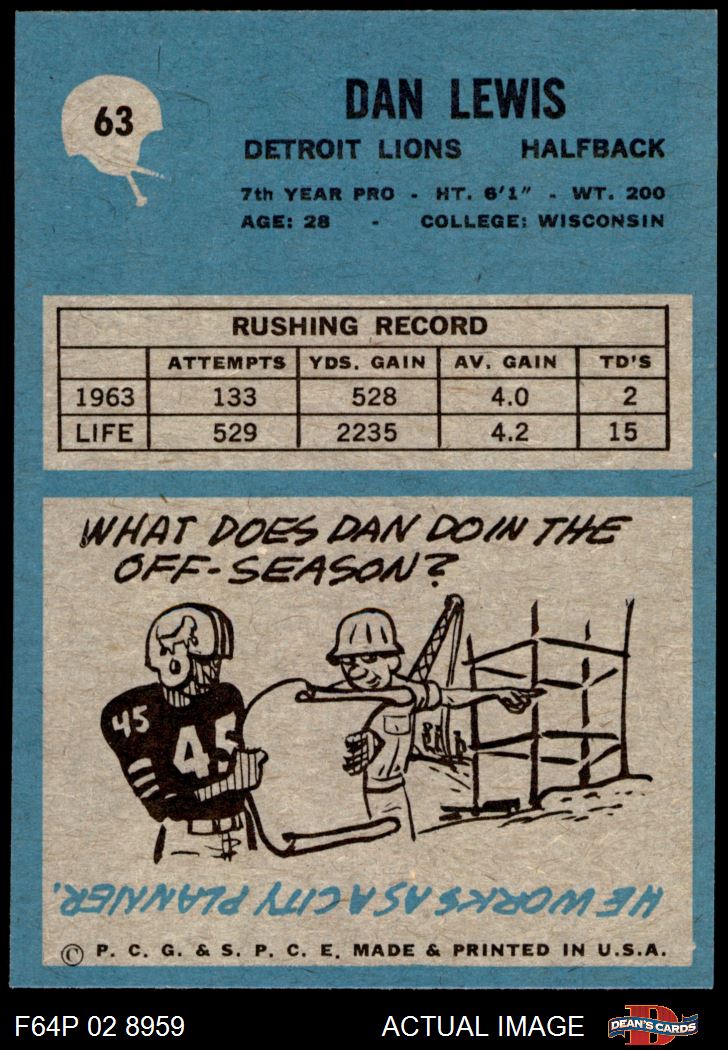 63
DAN LEWIS
DETROIT LIONS HALFBACK
7th YEAR PRO - HT. 6'1" - WT. 200
AGE: 28 - COLLEGE: WISCONSIN
RUSHING RECORD
ATTEMPTS YDS. GAIN AV. GAIN TD'S
1963 133 528 4.0 2
LIFE 529 2235 4.2 15
WHAT DOES DAN DO IN THE
OFF-SEASON?
45
45
HE WORKS AS A CITY PLANNER.
© P. C. G. & S. P. C. E. MADE & PRINTED IN U.S.A.
F64P 02 8959 ACTUAL IMAGE DEAN'S CARDS